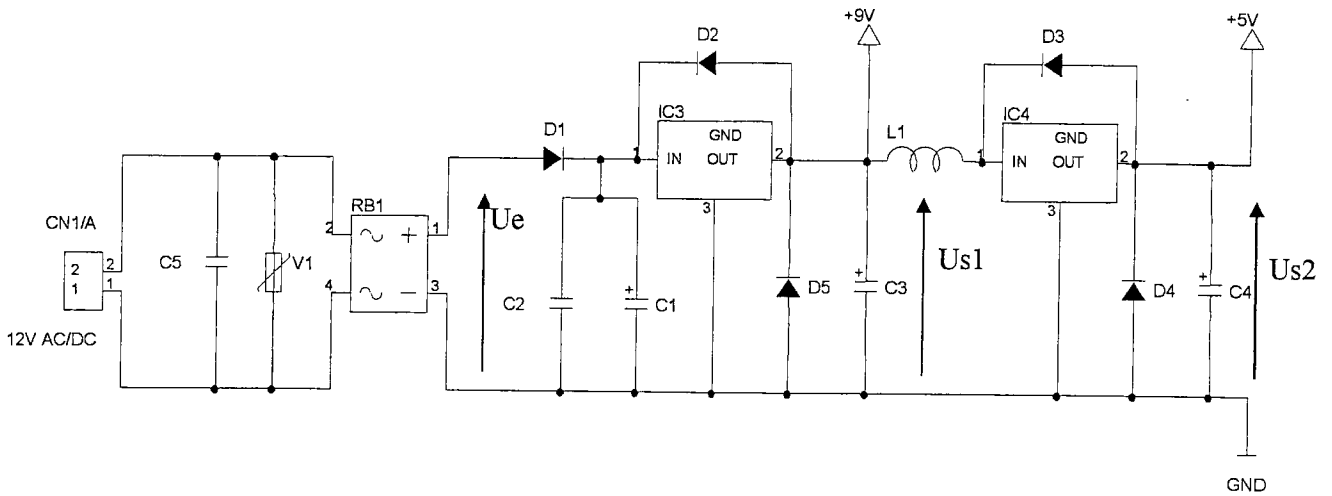 +9V
+5V
D2
D3
IC3
GND
IN OUT
1
2
3
IC4
GND
IN OUT
1
2
3
D1
L1
RB1
2
1
4
3
~ +
~ −
Ue
Us1
Us2
CN1/A
2
1
2
1
12V AC/DC
C5
V1
C2
+
C1
D5
+
C3
D4
+
C4
GND